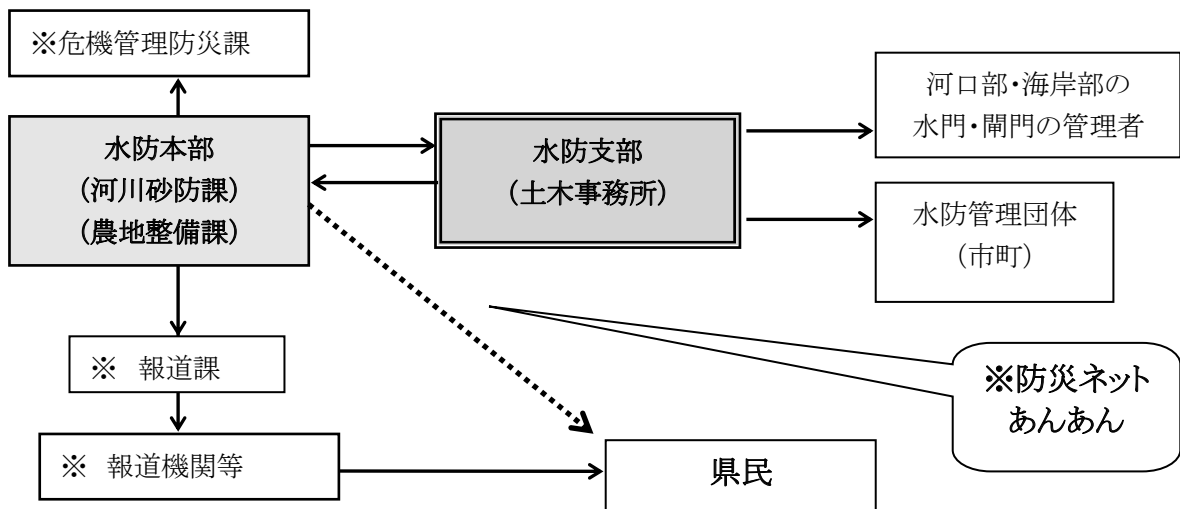 ※危機管理防災課
水防本部
(河川砂防課)
(農地整備課)
水防支部
(土木事務所)
河口部・海岸部の
水門・閘門の管理者
水防管理団体
(市町)
※ 報道課
※防災ネット
あんあん
※ 報道機関等
県民